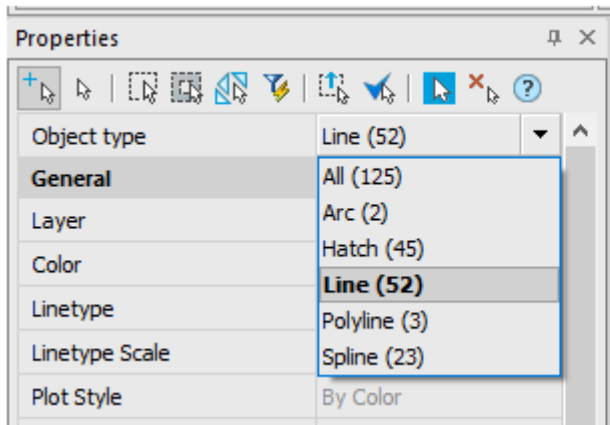 Properties
Object type Line (52)
General All (125)
Layer Arc (2)
Hatch (45)
Color Line (52)
Linetype Polyline (3)
Linetype Scale Spline (23)
Plot Style By Color